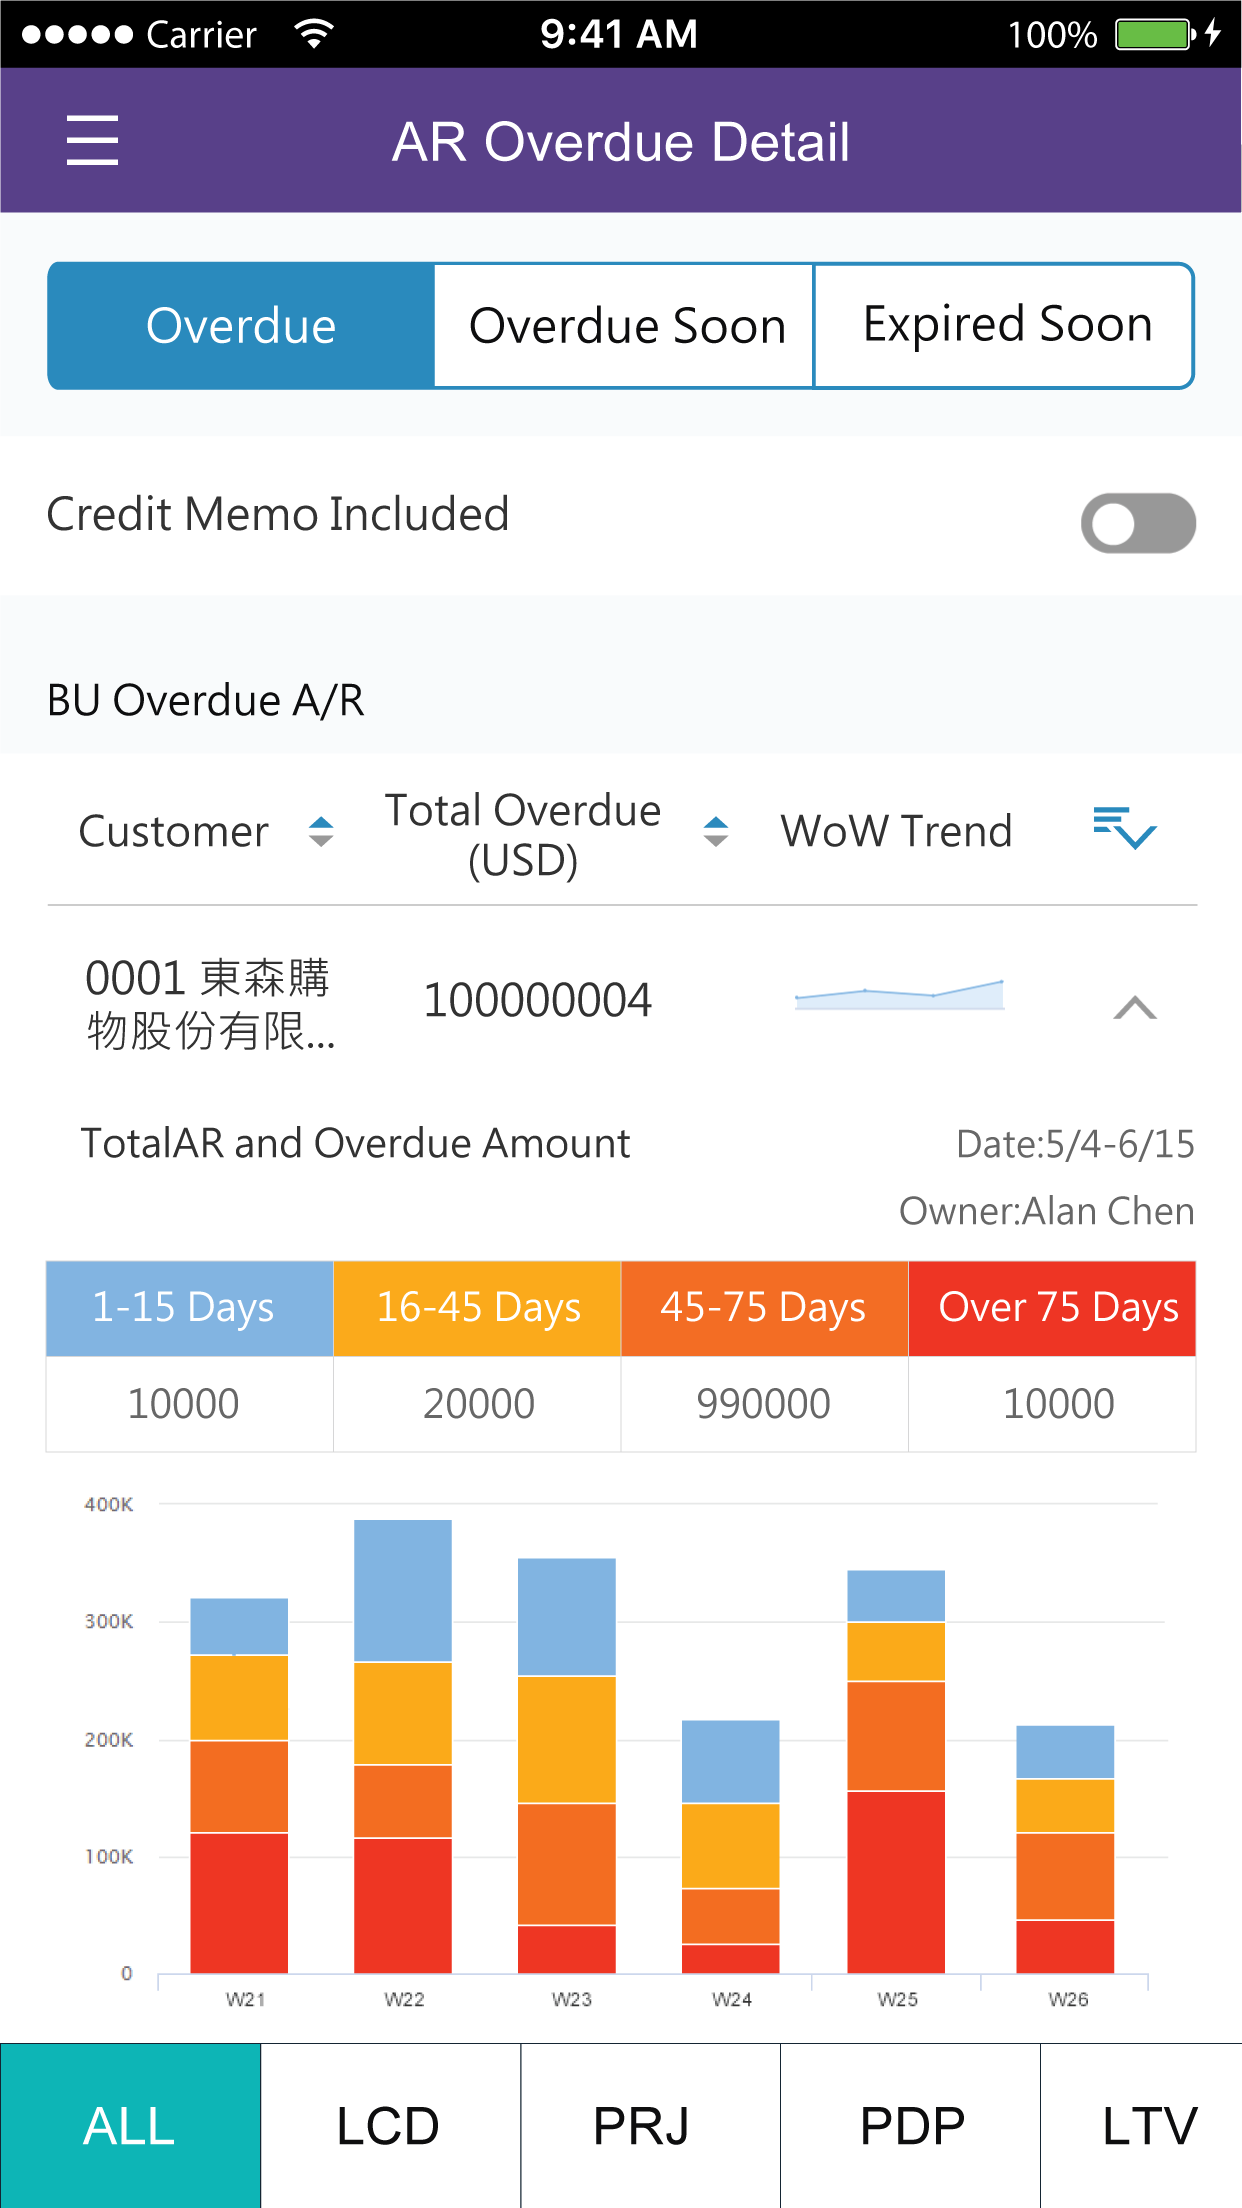 Carrier 9:41 AM 100%
AR Overdue Detail
Overdue Overdue Soon Expired Soon
Credit Memo Included
BU Overdue A/R
Customer Total Overdue (USD) WoW Trend
0001 東森購
物股份有限... 100000004
TotalAR and Overdue Amount Date:5/4-6/15
Owner:Alan Chen
1-15 Days 16-45 Days 45-75 Days Over 75 Days
10000 20000 990000 10000
400K
300K
200K
100K
0
W21 W22 W23 W24 W25 W26
ALL LCD PRJ PDP LTV